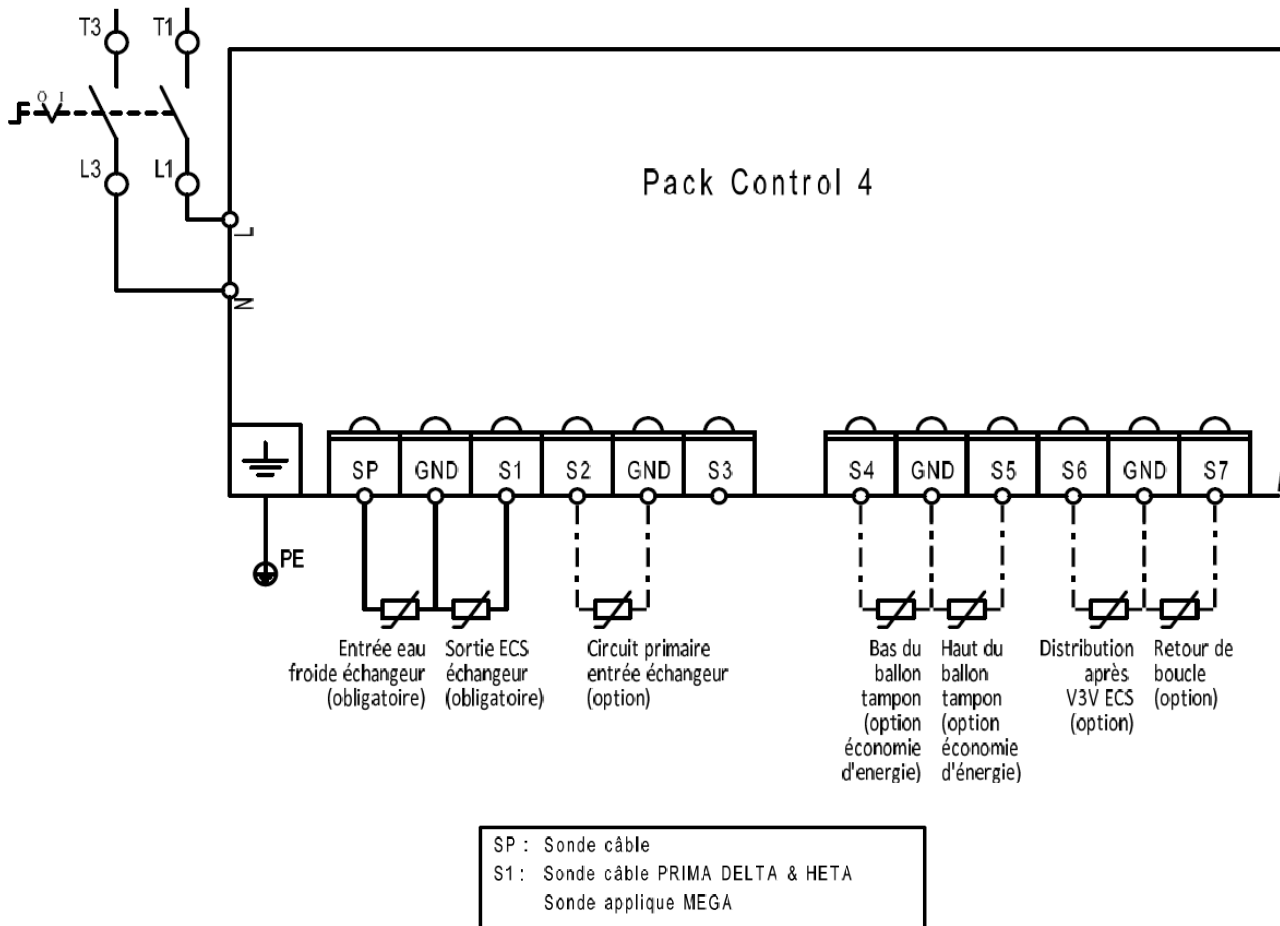 T3 T1
O I
L3 L1
Pack Control 4
L
N
SP GND S1 S2 GND S3 S4 GND S5 S6 GND S7
PE
Entrée eau
froide échangeur
(obligatoire)
Sortie ECS
échangeur
(obligatoire)
Circuit primaire
entrée échangeur
(option)
Bas du
ballon
tampon
(option
économie
d'energie)
Haut du
ballon
tampon
(option
économie
d'énergie)
Distribution
après
V3V ECS
(option)
Retour de
boucle
(option)
SP : Sonde câble
S1 : Sonde câble PRIMA DELTA & HETA
Sonde applique MEGA